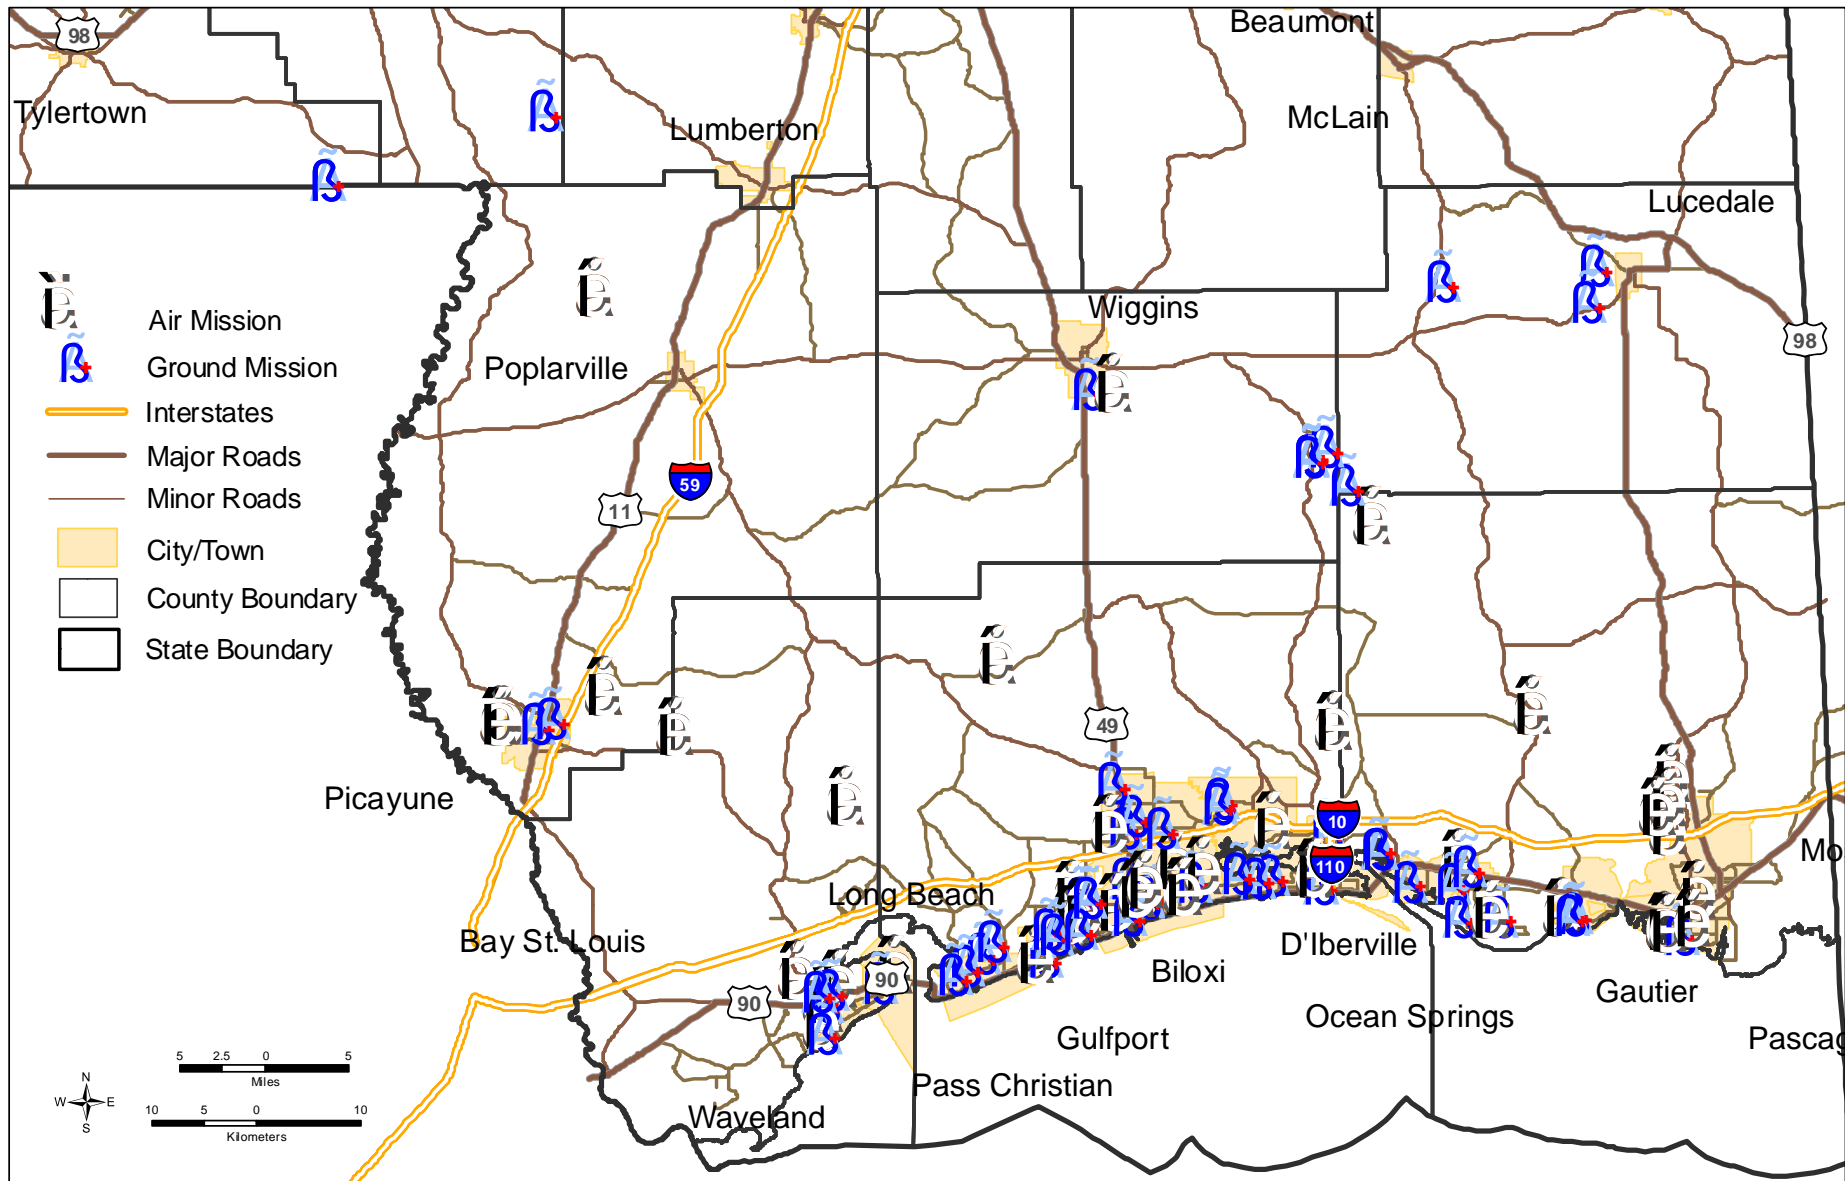 Beaumont
98
Tylertown
Lumberton
McLain
Lucedale
Wiggins
98
Air Mission
Ground Mission
Interstates
Major Roads
Minor Roads
City/Town
County Boundary
State Boundary
Poplarville
59
11
49
Picayune
10
110
Mo
Long Beach
Bay St. Louis
D'Iberville
Biloxi
90
90
Gautier
Ocean Springs
Gulfport
Pascag
Pass Christian
Waveland
5 2.5 0 5
Miles
N
W E
S
10 5 0 10
Kilometers